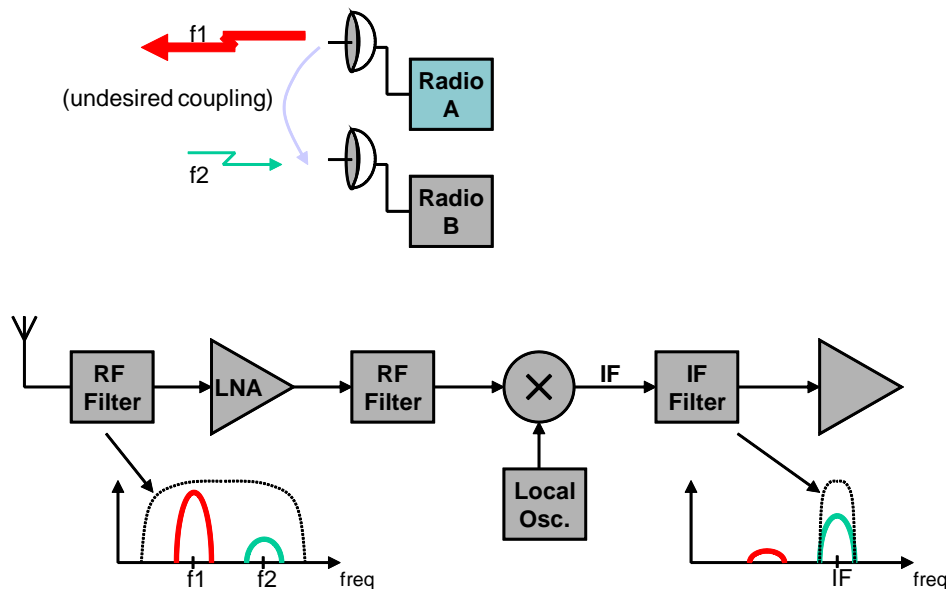 f1
Radio
A
(undesired coupling)
f2
Radio
B
RF
Filter
LNA
RF
Filter
IF
IF
Filter
Local
Osc.
f1
f2
freq
IF
freq